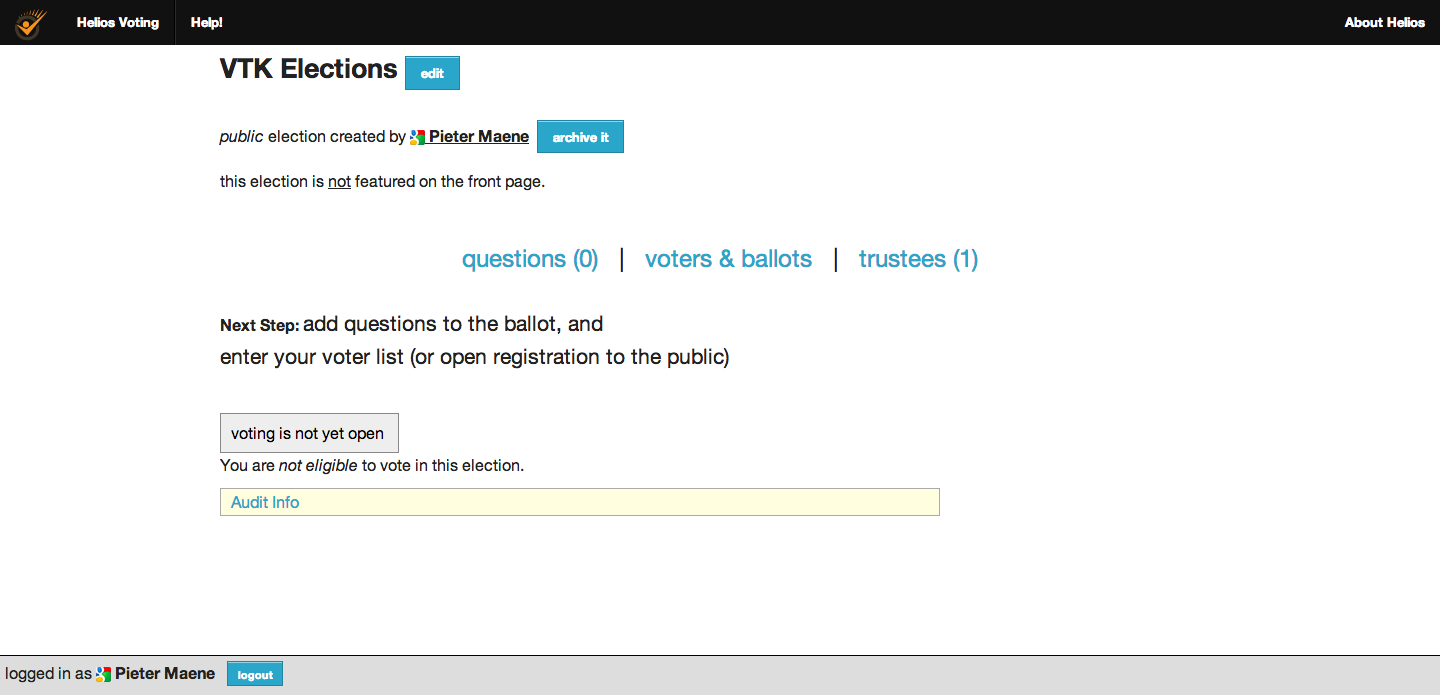 Helios Voting Help! About Helios
VTK Elections edit
public election created by Pieter Maene archive it
this election is not featured on the front page.
questions (0) | voters & ballots | trustees (1)
Next Step: add questions to the ballot, and
enter your voter list (or open registration to the public)
voting is not yet open
You are not eligible to vote in this election.
Audit Info
logged in as Pieter Maene logout